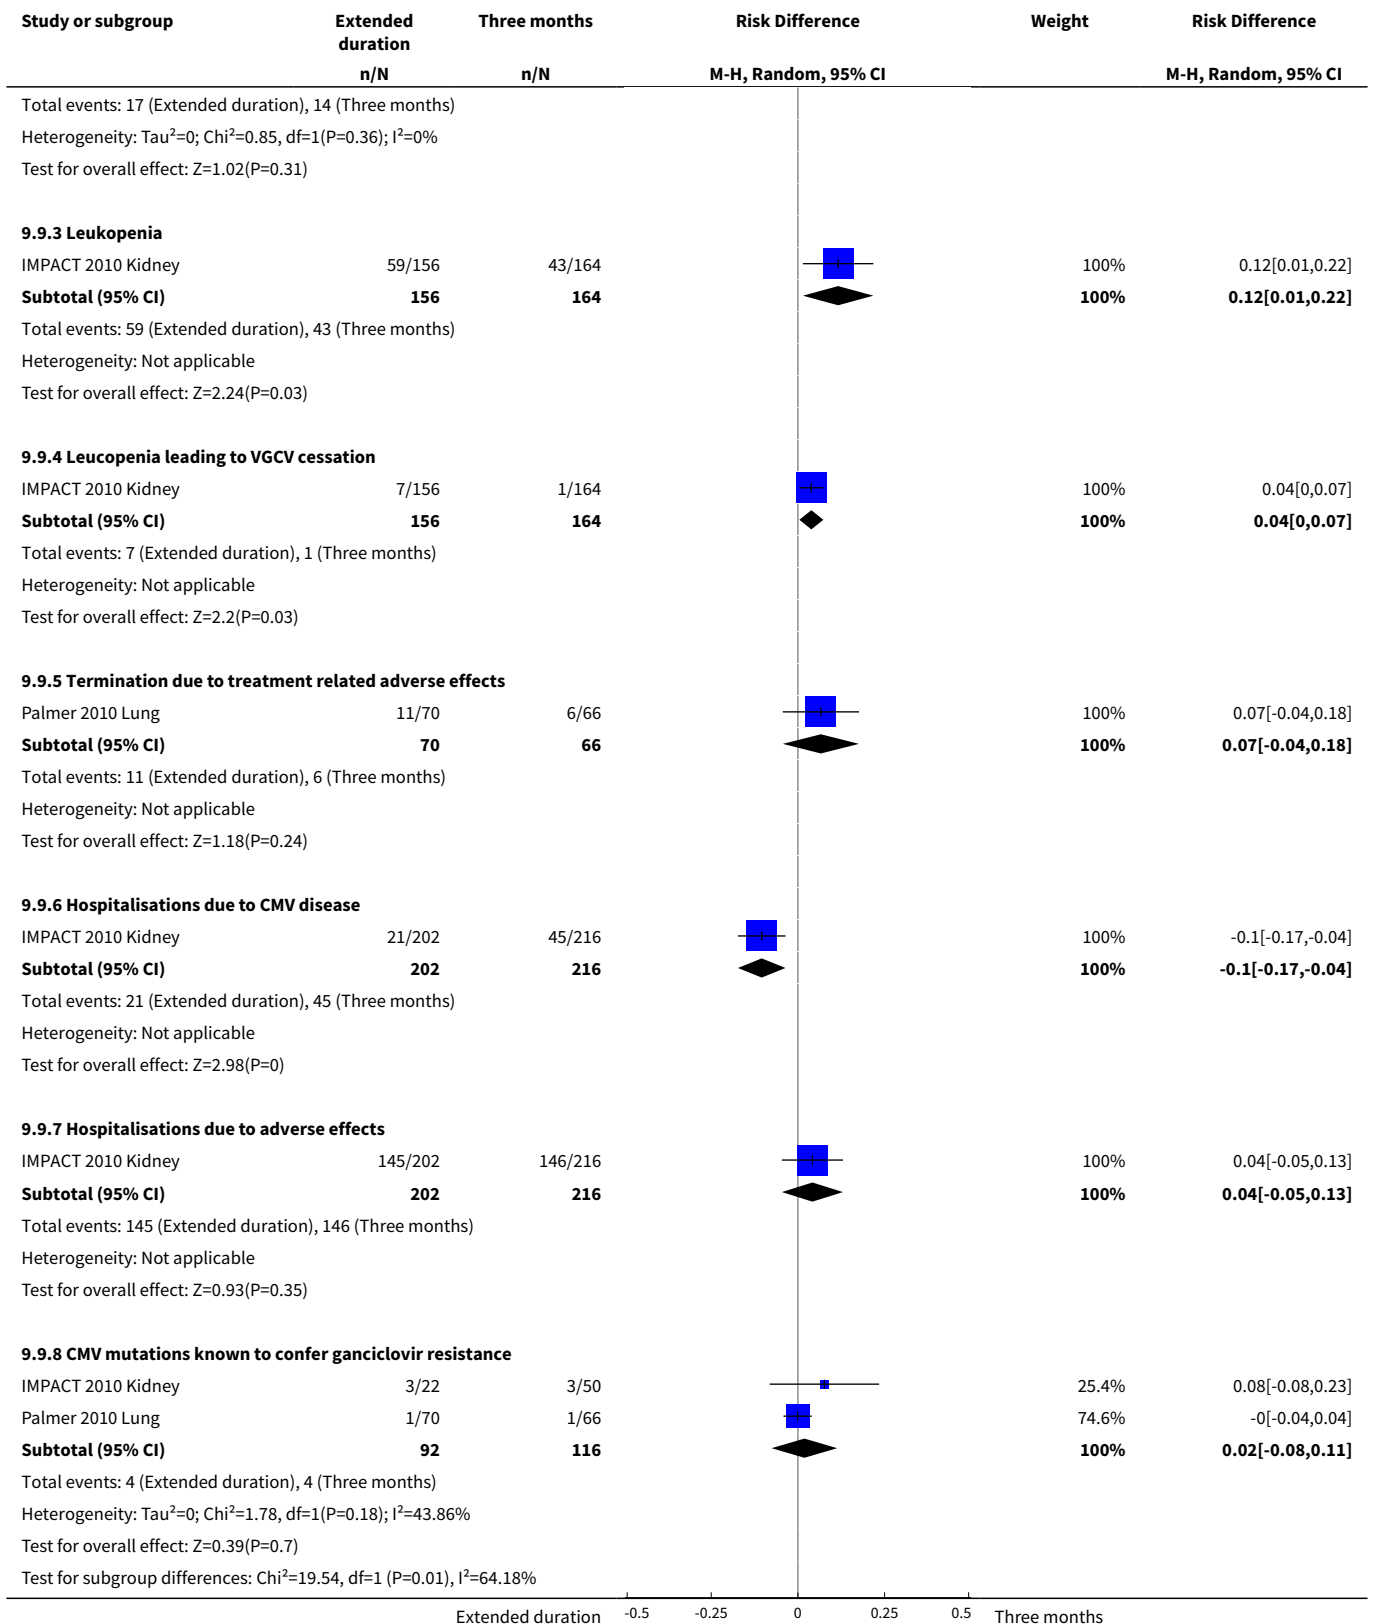 Study or subgroup Extended duration Three months Risk Difference Weight Risk Difference
n/N n/N M-H, Random, 95% CI M-H, Random, 95% CI
Total events: 17 (Extended duration), 14 (Three months)
Heterogeneity: Tau²=0; Chi²=0.85, df=1(P=0.36); I²=0%
Test for overall effect: Z=1.02(P=0.31)
9.9.3 Leukopenia
IMPACT 2010 Kidney 59/156 43/164 100% 0.12[0.01,0.22]
Subtotal (95% CI) 156 164 100% 0.12[0.01,0.22]
Total events: 59 (Extended duration), 43 (Three months)
Heterogeneity: Not applicable
Test for overall effect: Z=2.24(P=0.03)
9.9.4 Leucopenia leading to VGCV cessation
IMPACT 2010 Kidney 7/156 1/164 100% 0.04[0,0.07]
Subtotal (95% CI) 156 164 100% 0.04[0,0.07]
Total events: 7 (Extended duration), 1 (Three months)
Heterogeneity: Not applicable
Test for overall effect: Z=2.2(P=0.03)
9.9.5 Termination due to treatment related adverse effects
Palmer 2010 Lung 11/70 6/66 100% 0.07[-0.04,0.18]
Subtotal (95% CI) 70 66 100% 0.07[-0.04,0.18]
Total events: 11 (Extended duration), 6 (Three months)
Heterogeneity: Not applicable
Test for overall effect: Z=1.18(P=0.24)
9.9.6 Hospitalisations due to CMV disease
IMPACT 2010 Kidney 21/202 45/216 100% -0.1[-0.17,-0.04]
Subtotal (95% CI) 202 216 100% -0.1[-0.17,-0.04]
Total events: 21 (Extended duration), 45 (Three months)
Heterogeneity: Not applicable
Test for overall effect: Z=2.98(P=0)
9.9.7 Hospitalisations due to adverse effects
IMPACT 2010 Kidney 145/202 146/216 100% 0.04[-0.05,0.13]
Subtotal (95% CI) 202 216 100% 0.04[-0.05,0.13]
Total events: 145 (Extended duration), 146 (Three months)
Heterogeneity: Not applicable
Test for overall effect: Z=0.93(P=0.35)
9.9.8 CMV mutations known to confer ganciclovir resistance
IMPACT 2010 Kidney 3/22 3/50 25.4% 0.08[-0.08,0.23]
Palmer 2010 Lung 1/70 1/66 74.6% -0[-0.04,0.04]
Subtotal (95% CI) 92 116 100% 0.02[-0.08,0.11]
Total events: 4 (Extended duration), 4 (Three months)
Heterogeneity: Tau²=0; Chi²=1.78, df=1(P=0.18); I²=43.86%
Test for overall effect: Z=0.39(P=0.7)
Test for subgroup differences: Chi²=19.54, df=1 (P=0.01), I²=64.18%
Extended duration -0.5 -0.25 0 0.25 0.5 Three months